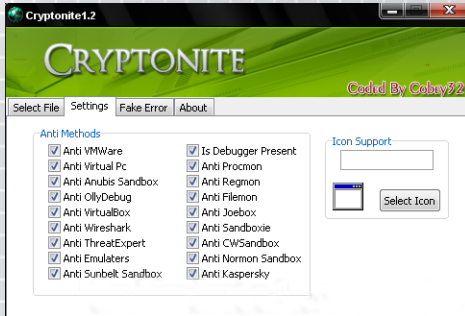 Cryptonite1.2
CRYPTONITE
Coded By Cobey32
Select File Settings Fake Error About
Anti Methods
Anti VMWare
Anti Virtual Pc
Anti Anubis Sandbox
Anti OllyDebug
Anti VirtualBox
Anti Wireshark
Anti ThreatExpert
Anti Emulaters
Anti Sunbelt Sandbox
Is Debugger Present
Anti Procmon
Anti Regmon
Anti Filemon
Anti Joebox
Anti Sandboxie
Anti CWSandbox
Anti Normon Sandbox
Anti Kaspersky
Icon Support
Select Icon